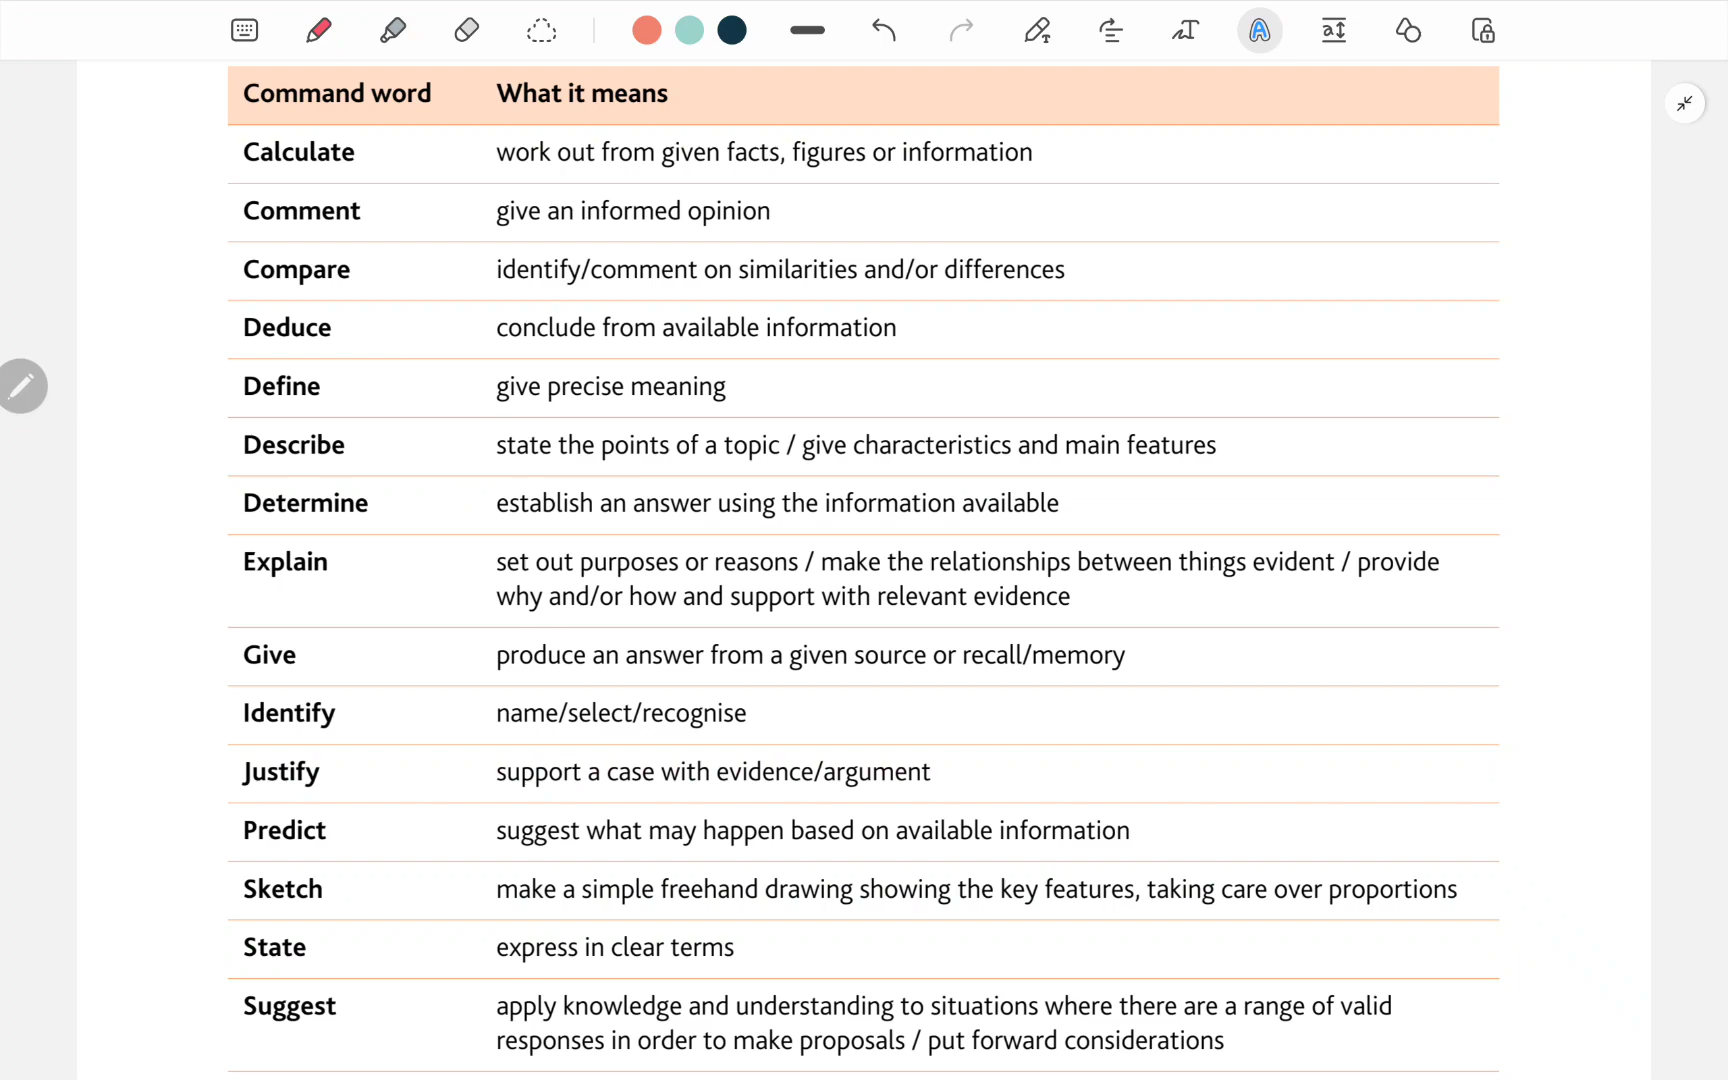 Command word What it means
Calculate work out from given facts, figures or information
Comment give an informed opinion
Compare identify/comment on similarities and/or differences
Deduce conclude from available information
Define give precise meaning
Describe state the points of a topic / give characteristics and main features
Determine establish an answer using the information available
Explain set out purposes or reasons / make the relationships between things evident / provide
why and/or how and support with relevant evidence
Give produce an answer from a given source or recall/memory
Identify name/select/recognise
Justify support a case with evidence/argument
Predict suggest what may happen based on available information
Sketch make a simple freehand drawing showing the key features, taking care over proportions
State express in clear terms
Suggest apply knowledge and understanding to situations where there are a range of valid
responses in order to make proposals / put forward considerations